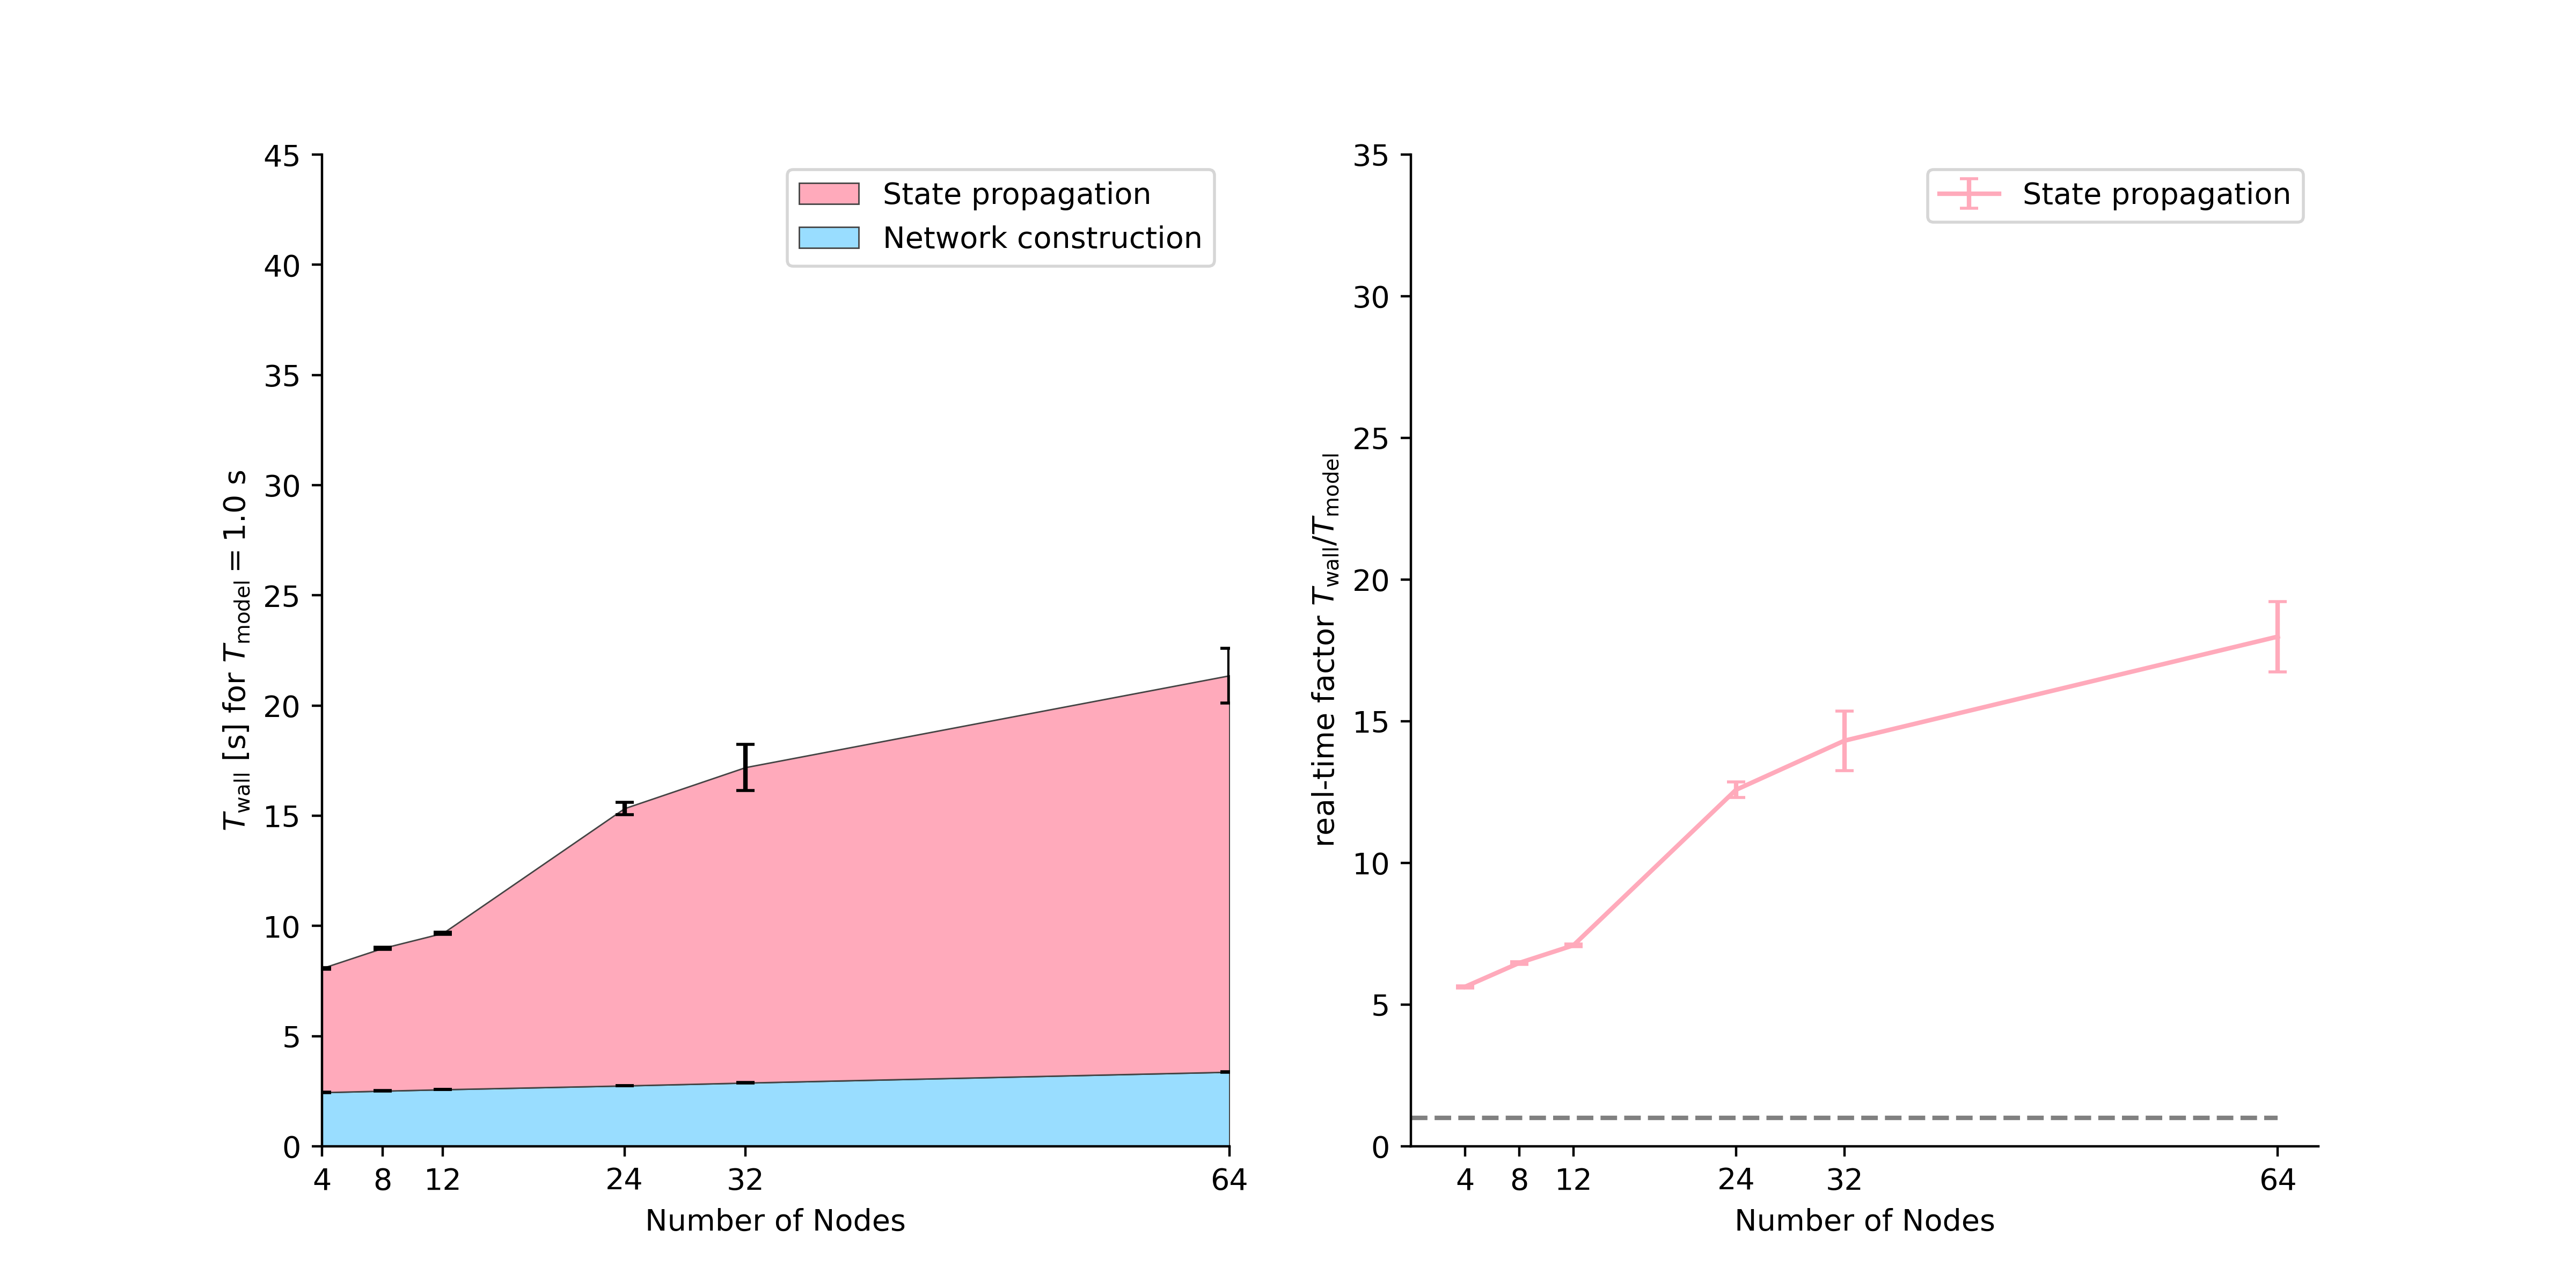 45
40
35
30
25
20
15
10
5
0
T_wall [s] for T_model = 1.0 s
State propagation
Network construction
4 8 12 24 32 64
Number of Nodes
35
30
25
20
15
10
5
0
real-time factor T_wall/T_model
State propagation
4 8 12 24 32 64
Number of Nodes